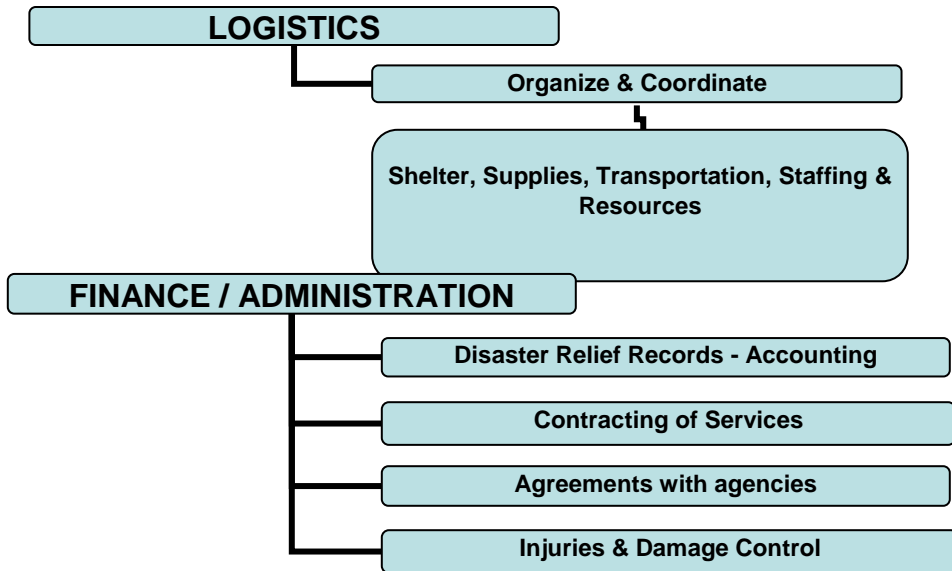 LOGISTICS
Organize & Coordinate
Shelter, Supplies, Transportation, Staffing &
Resources
FINANCE / ADMINISTRATION
Disaster Relief Records - Accounting
Contracting of Services
Agreements with agencies
Injuries & Damage Control